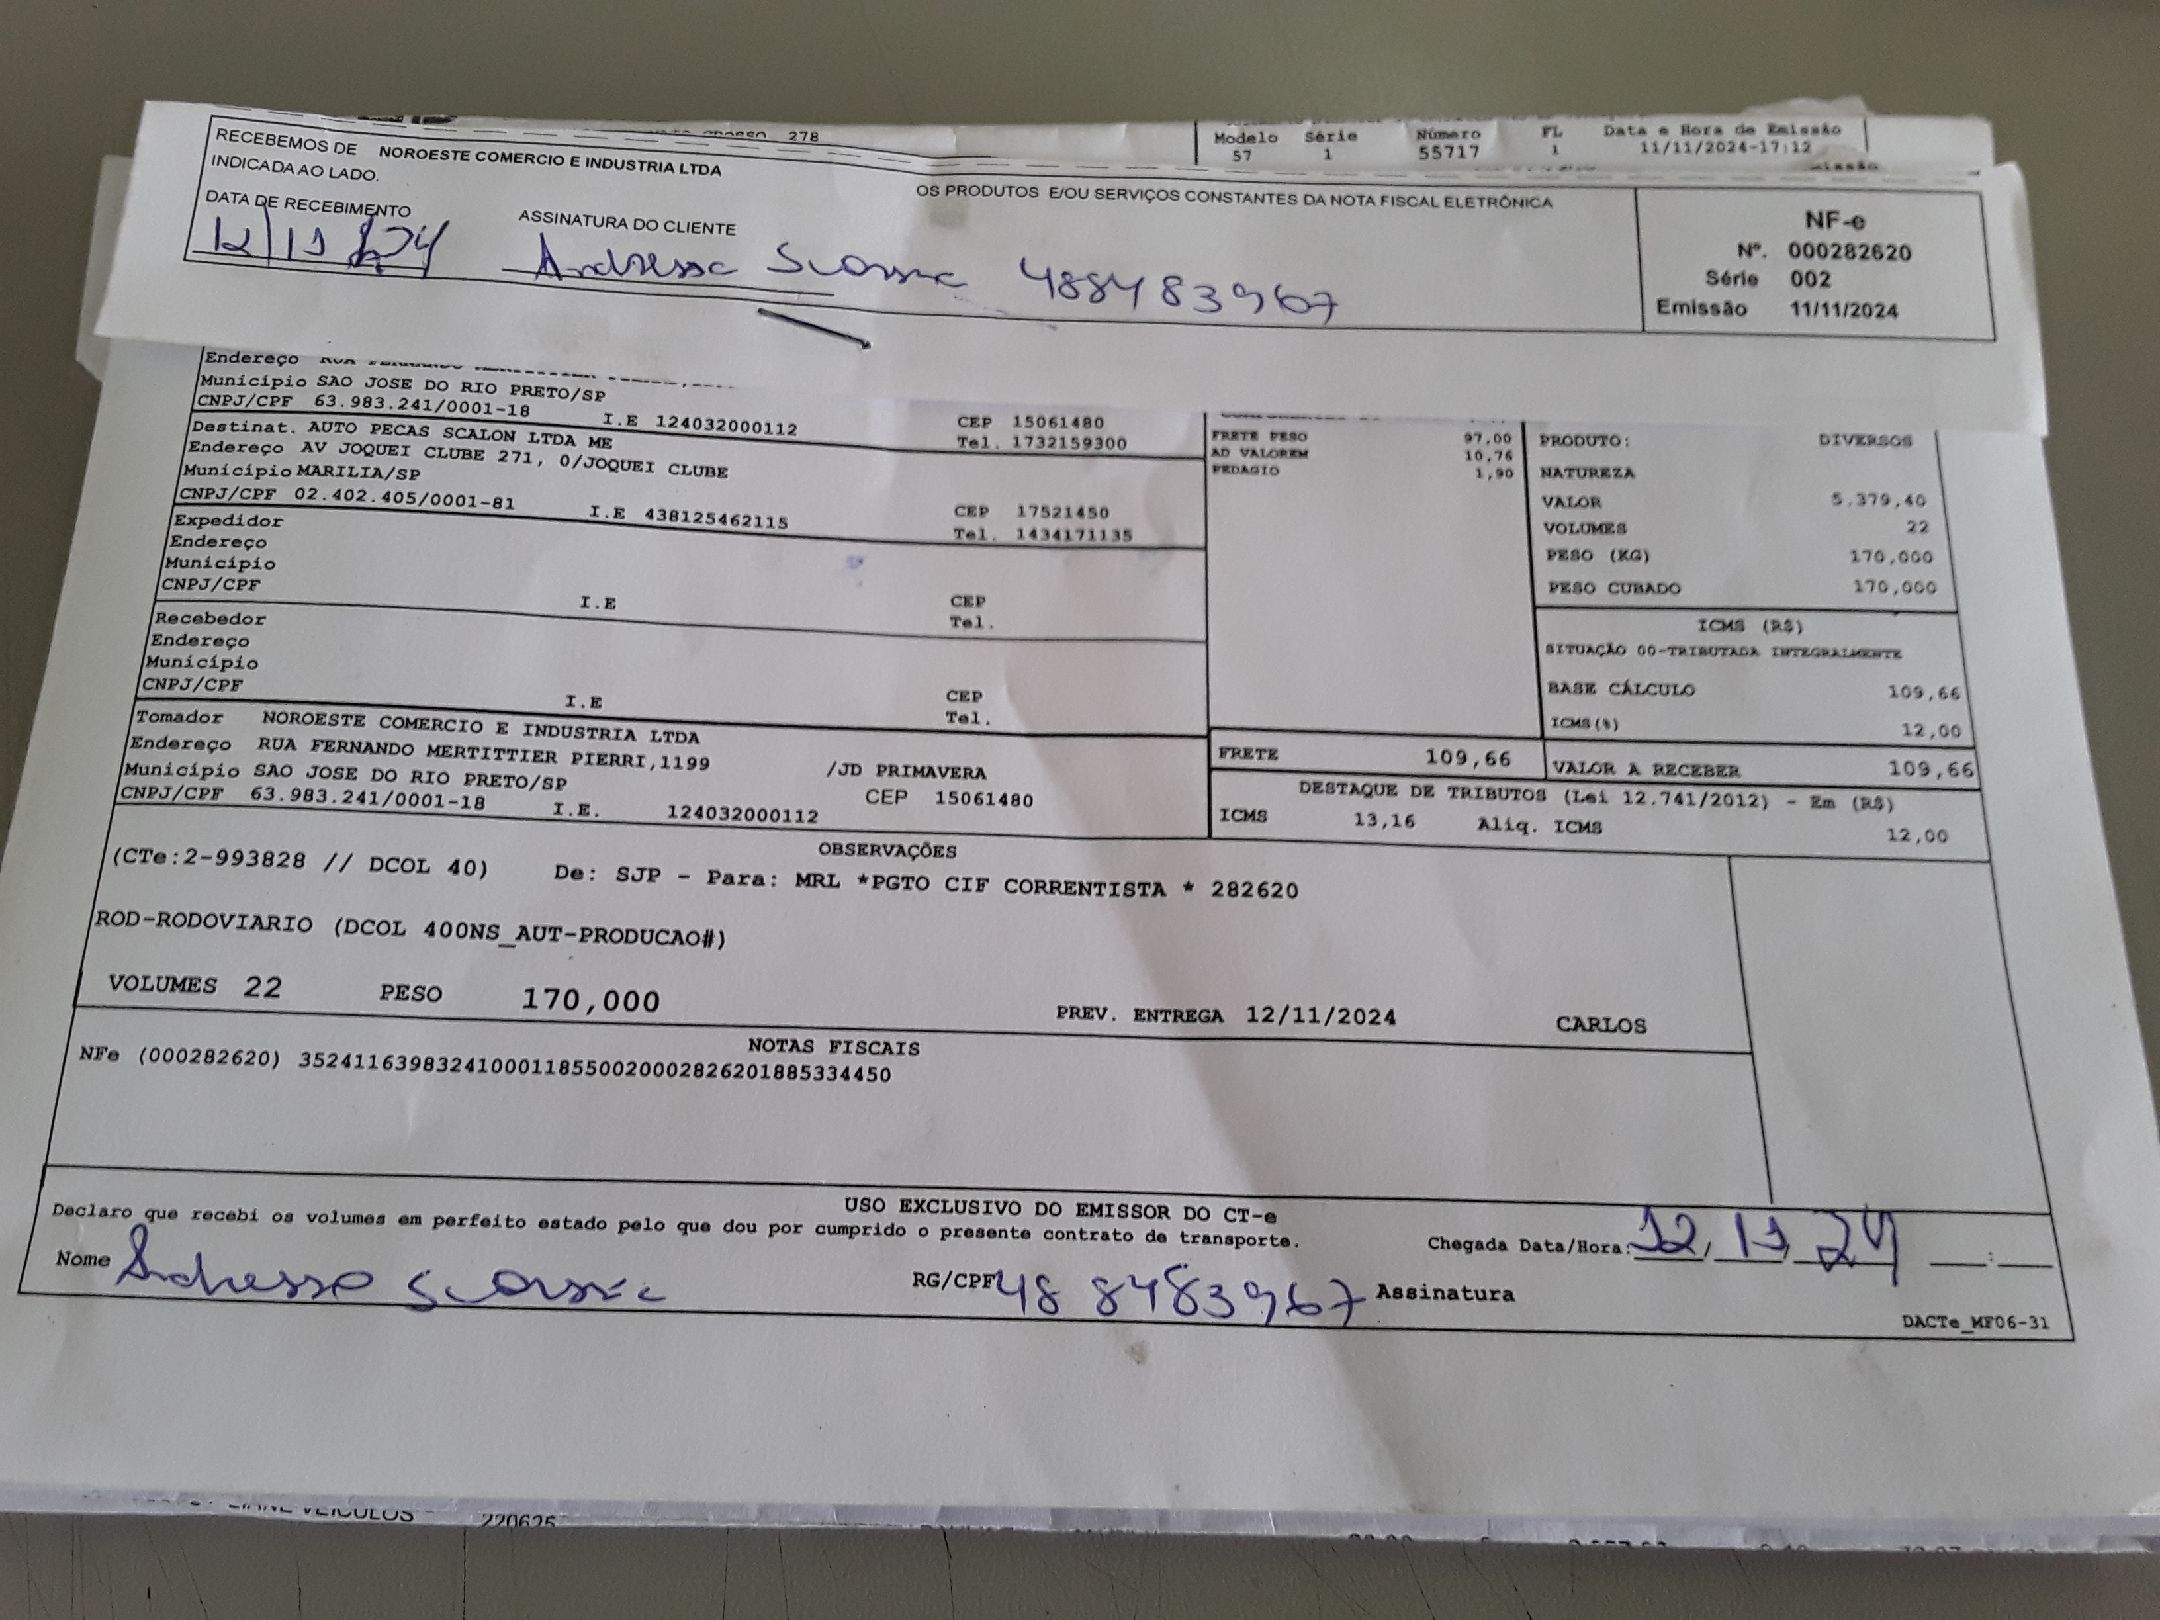 278
Modelo Série Número FL Data e Hora de Emissão
57 1 55717 1 11/11/2024-17:12
RECEBEMOS DE NOROESTE COMERCIO E INDUSTRIA LTDA OS PRODUTOS E/OU SERVIÇOS CONSTANTES DA NOTA FISCAL ELETRÔNICA
INDICADA AO LADO.
DATA DE RECEBIMENTO ASSINATURA DO CLIENTE
12/11 24 Andressa 488483967
NF-e
Nº. 000282620
Série 002
Emissão 11/11/2024
Endereço
Município SAO JOSE DO RIO PRETO/SP
CNPJ/CPF 63.983.241/0001-18 I.E 124032000112 CEP 15061480
Tel. 1732159300
Destinat. AUTO PECAS SCALON LTDA ME
Endereço AV JOQUEI CLUBE 271, 0/JOQUEI CLUBE
Município MARILIA/SP CEP 17521450
CNPJ/CPF 02.402.405/0001-81 I.E 438125462115 Tel. 1434171135
Expedidor
Endereço
Município
CNPJ/CPF I.E CEP
Tel.
Recebedor
Endereço
Município
CNPJ/CPF I.E CEP
Tel.
Tomador NOROESTE COMERCIO E INDUSTRIA LTDA
Endereço RUA FERNANDO MERTITTIER PIERRI,1199 /JD PRIMAVERA
Município SAO JOSE DO RIO PRETO/SP CEP 15061480
CNPJ/CPF 63.983.241/0001-18 I.E. 124032000112
FRETE PESO 97,00
AD VALOREM 10,76
PEDAGIO 1,90
FRETE 109,66
PRODUTO: DIVERSOS
NATUREZA
VALOR 5.379,40
VOLUMES 22
PESO (KG) 170,000
PESO CUBADO 170,000
ICMS (R$)
SITUAÇÃO 00-TRIBUTADA INTEGRALMENTE
BASE CÁLCULO 109,66
ICMS(%) 12,00
VALOR A RECEBER 109,66
DESTAQUE DE TRIBUTOS (Lei 12.741/2012) - Em (R$)
ICMS 13,16 Aliq. ICMS 12,00
OBSERVAÇÕES
(CTe:2-993828 // DCOL 40) De: SJP - Para: MRL *PGTO CIF CORRENTISTA * 282620
ROD-RODOVIARIO (DCOL 400NS_AUT-PRODUCAO#)
VOLUMES 22 PESO 170,000 PREV. ENTREGA 12/11/2024 CARLOS
NOTAS FISCAIS
NFe (000282620) 35241163983241000118550020002826201885334450
USO EXCLUSIVO DO EMISSOR DO CT-e
Declaro que recebi os volumes em perfeito estado pelo que dou por cumprido o presente contrato de transporte. Chegada Data/Hora: 12, 11, 24 :
Nome Andressa RG/CPF 48 8483967 Assinatura
DACTe_MF06-31
220625